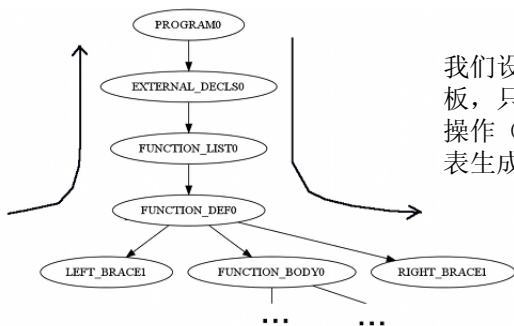 PROGRAM0
EXTERNAL_DECLS0
FUNCTION_LIST0
FUNCTION_DEF0
LEFT_BRACE1
FUNCTION_BODY0
RIGHT_BRACE1
... ...
我们设
板，只
操作（
表生成